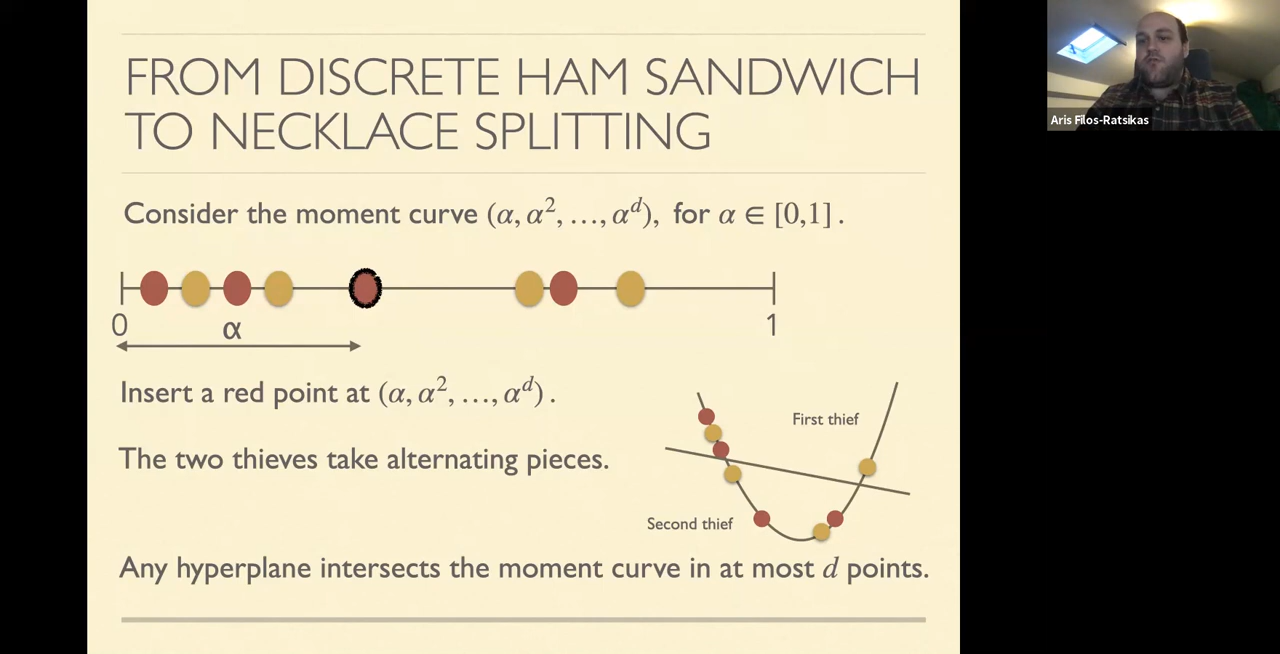 FROM DISCRETE HAM SANDWICH
TO NECKLACE SPLITTING
Consider the moment curve (α, α², …, α^d), for α ∈ [0,1].
0
α
1
Insert a red point at (α, α², …, α^d).
First thief
The two thieves take alternating pieces.
Second thief
Any hyperplane intersects the moment curve in at most d points.
Aris Filos-Ratsikas